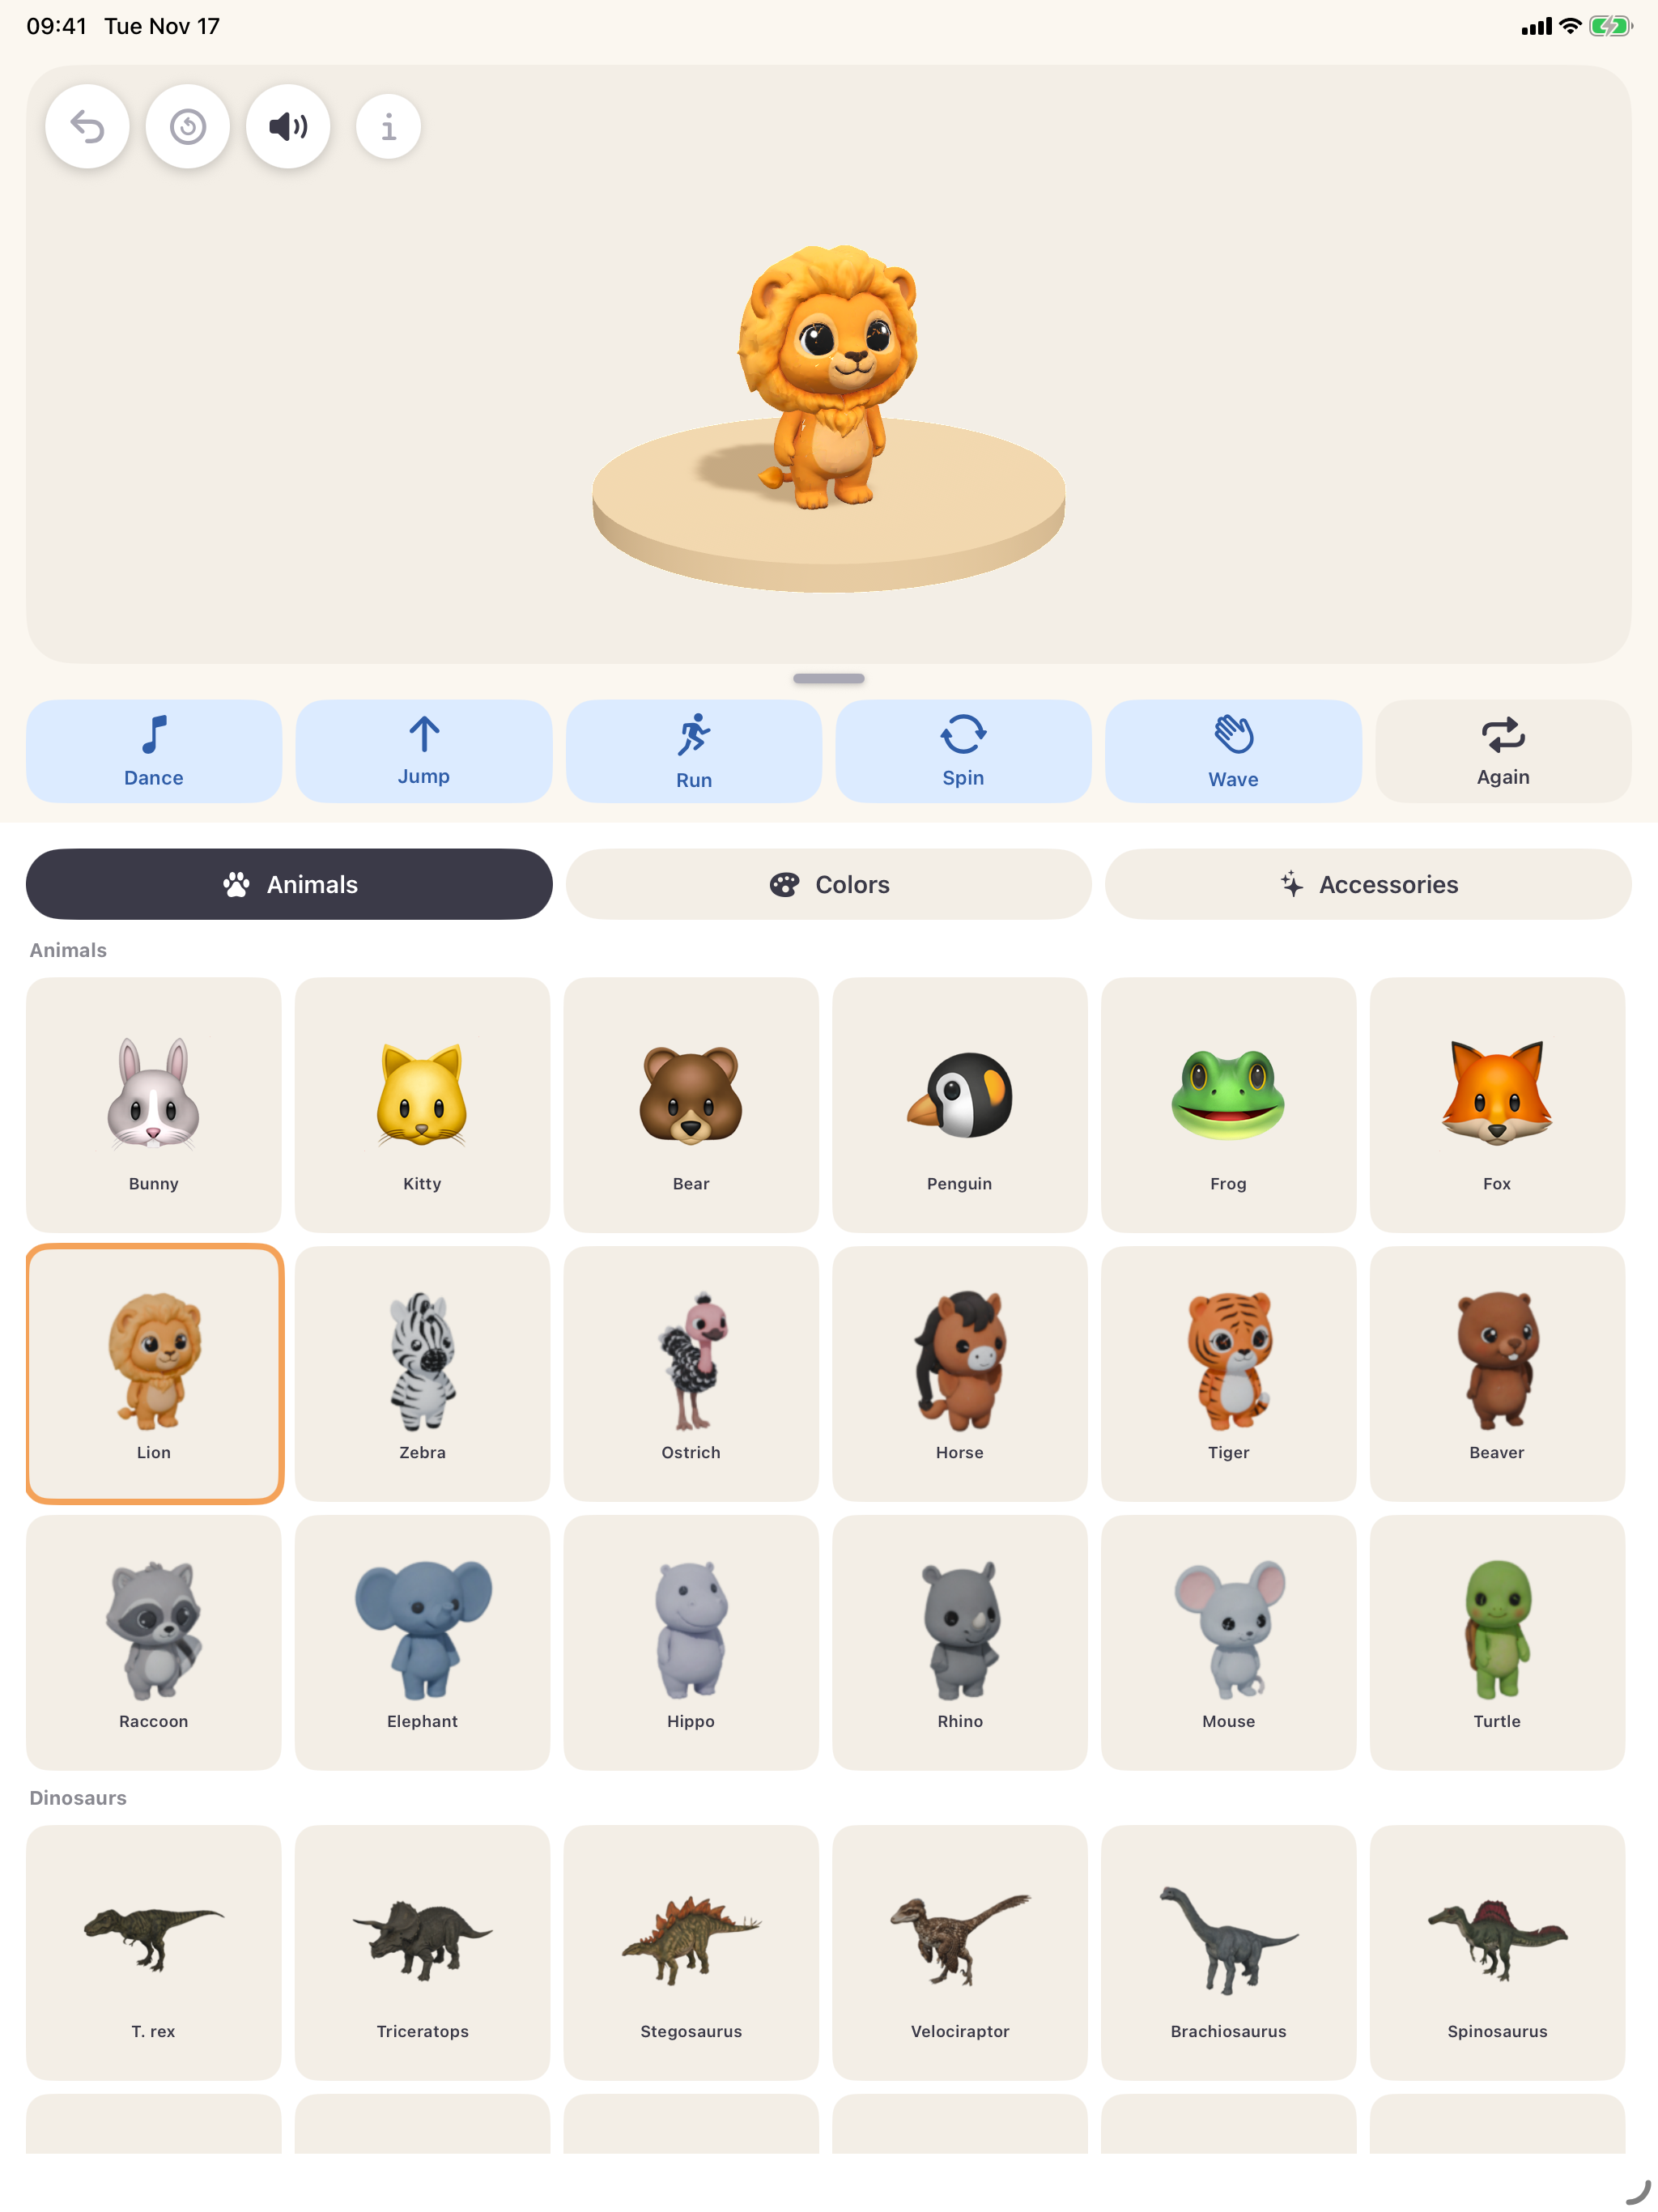 09:41 Tue Nov 17
i
Dance
Jump
Run
Spin
Wave
Again
Animals
Colors
Accessories
Animals
Bunny
Kitty
Bear
Penguin
Frog
Fox
Lion
Zebra
Ostrich
Horse
Tiger
Beaver
Raccoon
Elephant
Hippo
Rhino
Mouse
Turtle
Dinosaurs
T. rex
Triceratops
Stegosaurus
Velociraptor
Brachiosaurus
Spinosaurus